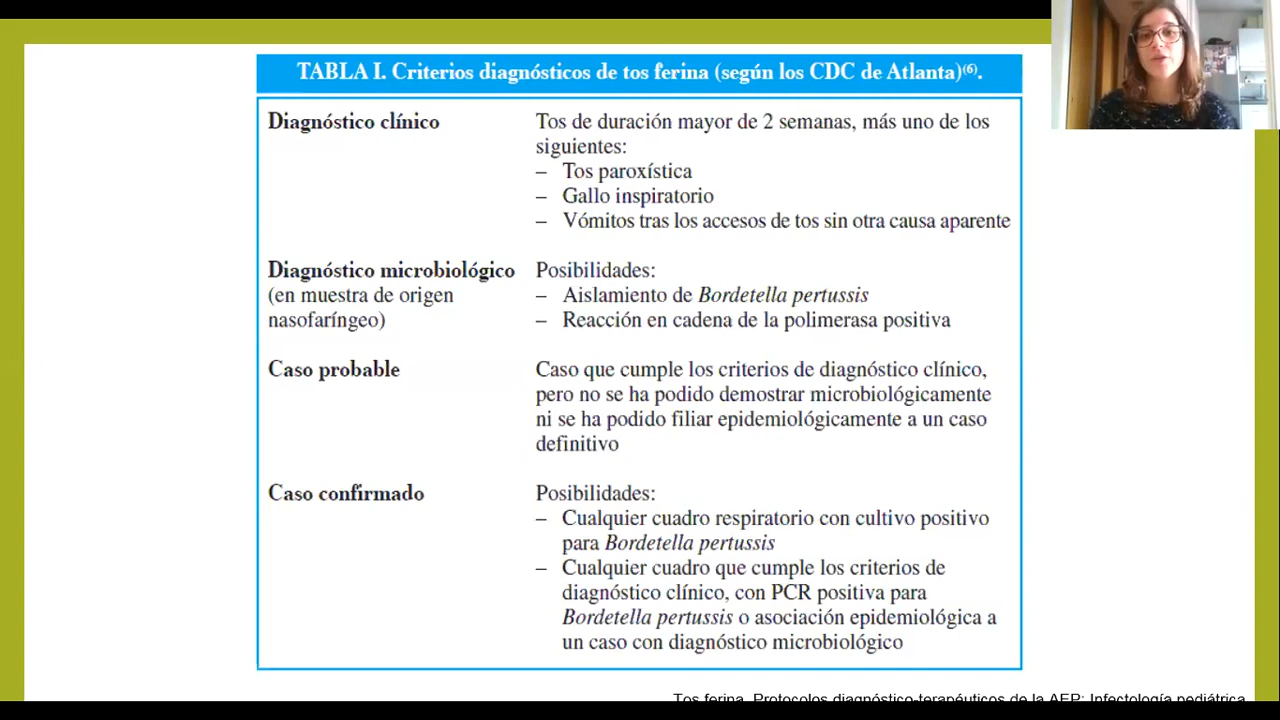 TABLA I. Criterios diagnósticos de tos ferina (según los CDC de Atlanta)(6).
Diagnóstico clínico
Tos de duración mayor de 2 semanas, más uno de los
siguientes:
– Tos paroxística
– Gallo inspiratorio
– Vómitos tras los accesos de tos sin otra causa aparente
Diagnóstico microbiológico
(en muestra de origen
nasofaríngeo)
Posibilidades:
– Aislamiento de Bordetella pertussis
– Reacción en cadena de la polimerasa positiva
Caso probable
Caso que cumple los criterios de diagnóstico clínico,
pero no se ha podido demostrar microbiológicamente
ni se ha podido filiar epidemiológicamente a un caso
definitivo
Caso confirmado
Posibilidades:
– Cualquier cuadro respiratorio con cultivo positivo
para Bordetella pertussis
– Cualquier cuadro que cumple los criterios de
diagnóstico clínico, con PCR positiva para
Bordetella pertussis o asociación epidemiológica a
un caso con diagnóstico microbiológico
Tos ferina. Protocolos diagnóstico-terapéuticos de la AEP: Infectología pediátrica